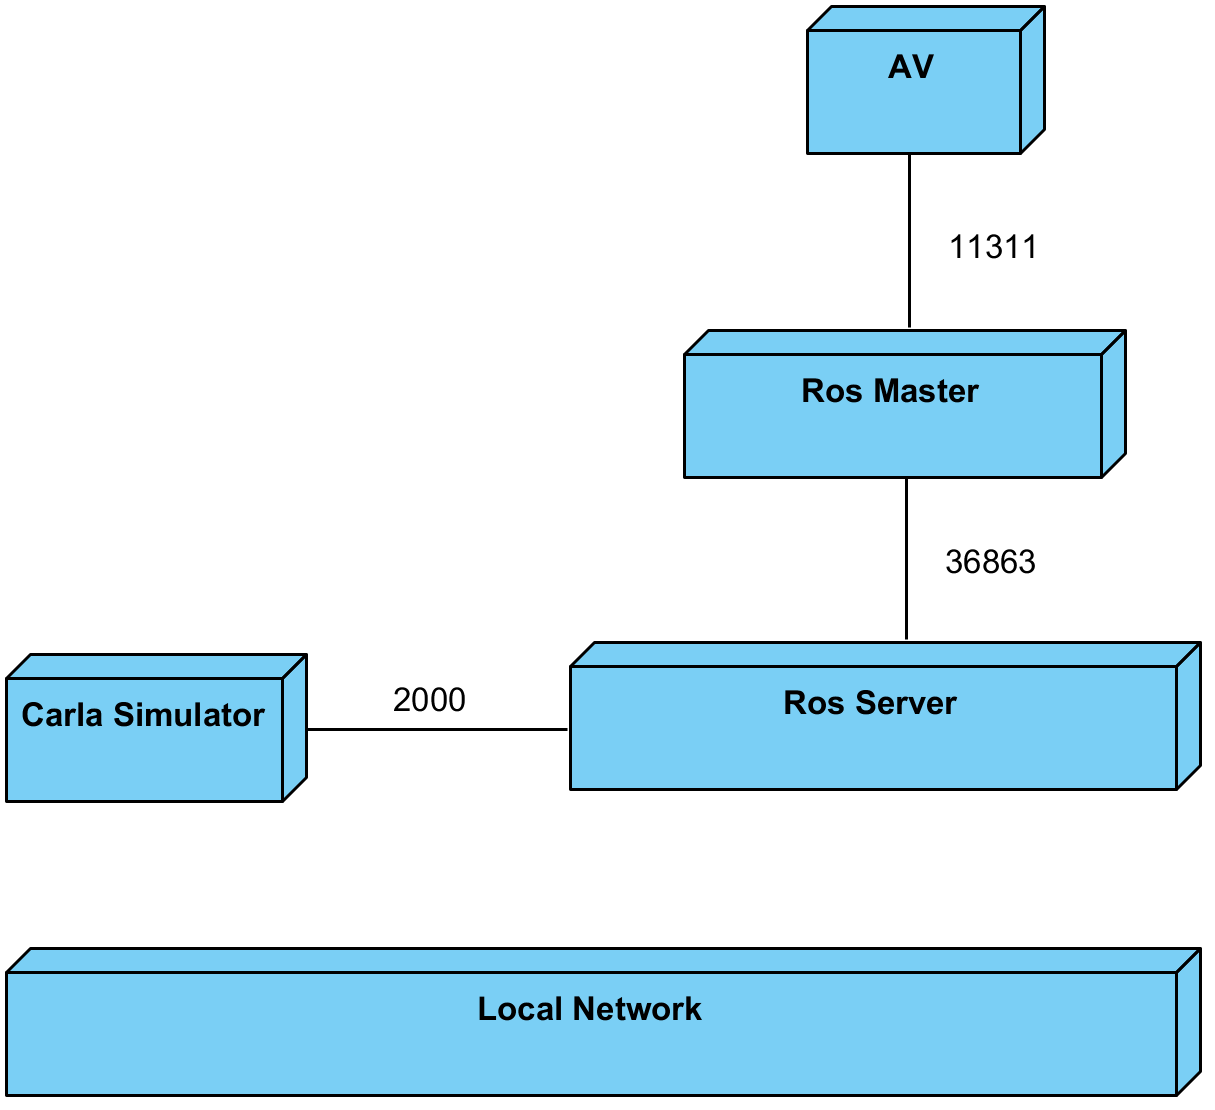 AV
11311
Ros Master
36863
Carla Simulator
2000
Ros Server
Local Network